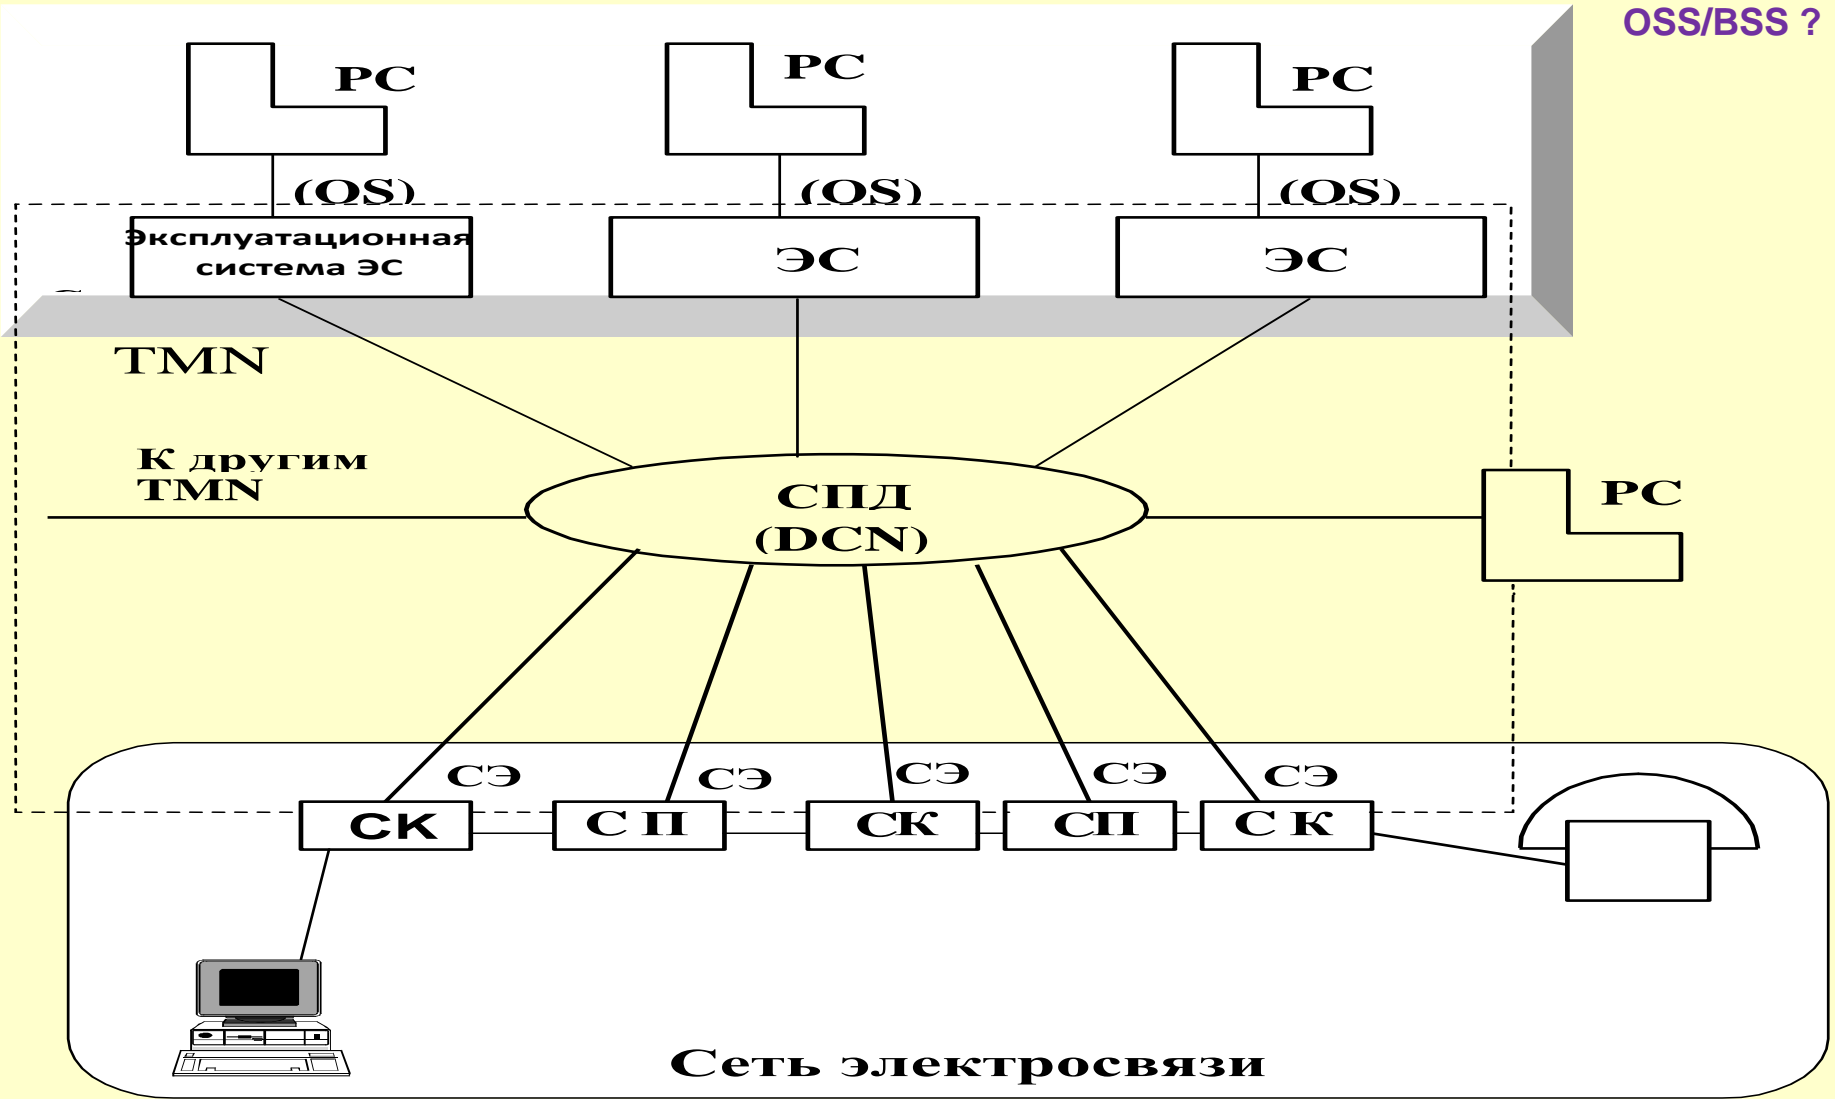 OSS/BSS ?
РС
РС
РС
(OS)
(OS)
(OS)
Эксплуатационная
система ЭС
ЭС
ЭС
TMN
К другим
TMN
СПД
(DCN)
РС
СЭ
СЭ
СЭ
СЭ
СЭ
СК
С П
СК
СП
С К
Сеть электросвязи